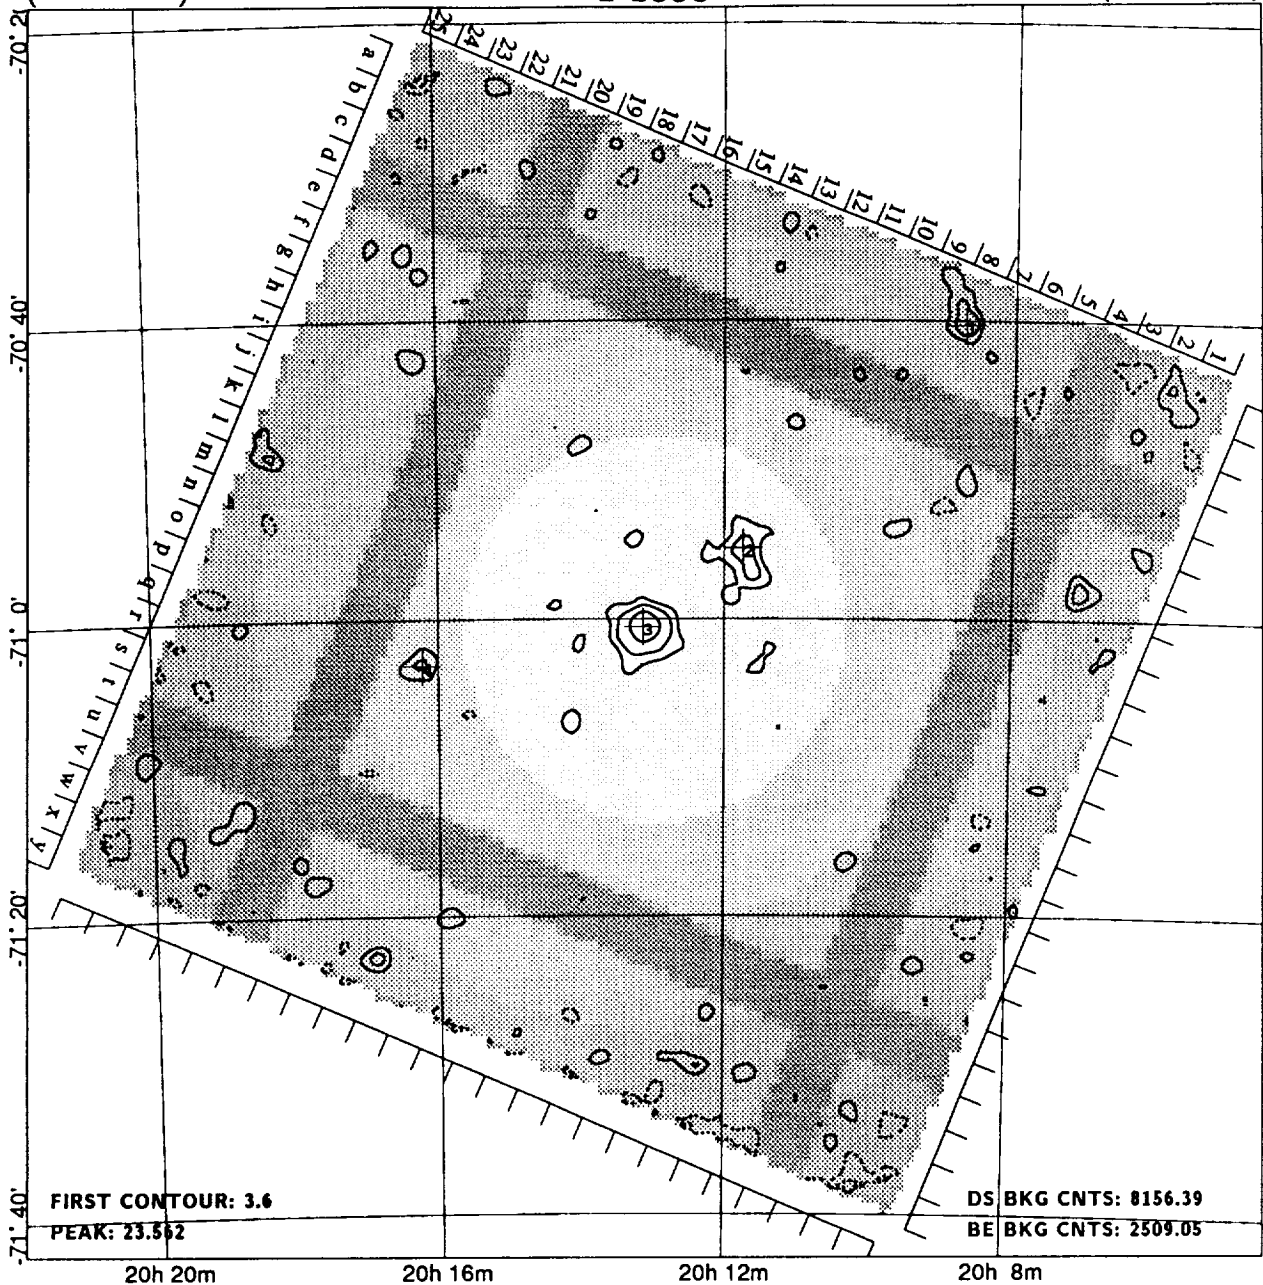 25 24 23 22 21 20 19 18 17 16 15 14 13 12 11 10 9 8 7 6 5 4 3 2 1
a b c d e f g h i j k l m n o p q r s t u v w x y
-70° 40'
2
3
-71° 0'
-71° 20'
-71° 40'
FIRST CONTOUR: 3.6
PEAK: 23.562
DS BKG CNTS: 8156.39
BE BKG CNTS: 2509.05
20h 20m 20h 16m 20h 12m 20h 8m